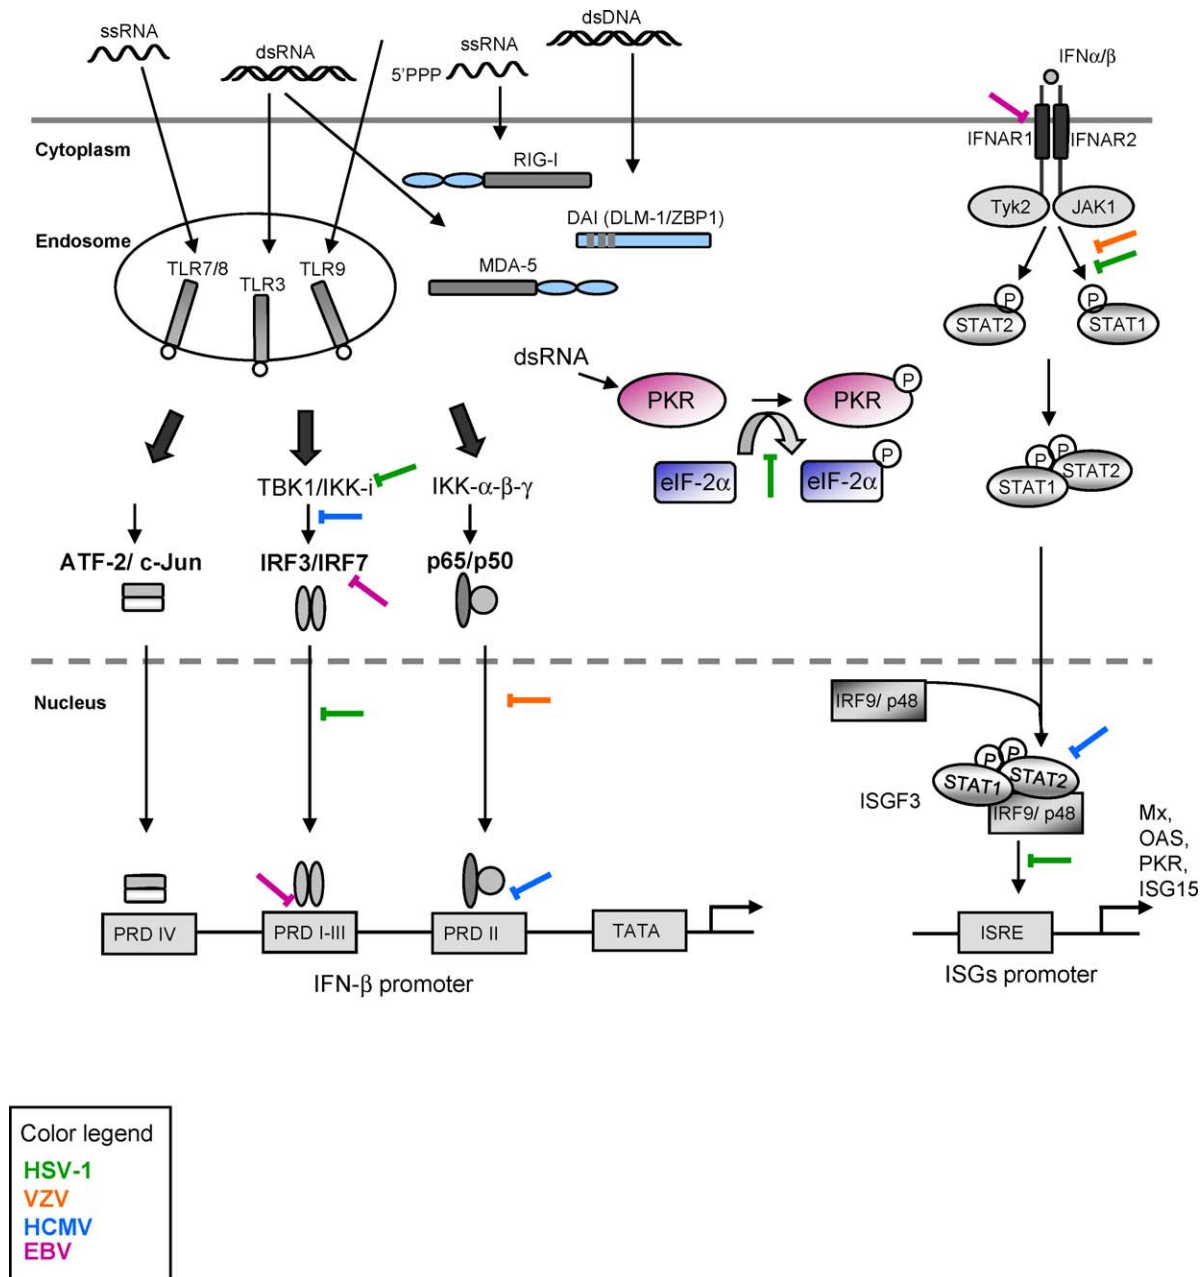 ssRNA
dsRNA
5'PPP
ssRNA
dsDNA
IFNα/β
IFNAR1
IFNAR2
Cytoplasm
RIG-I
DAI (DLM-1/ZBP1)
MDA-5
Tyk2
JAK1
Endosome
TLR7/8
TLR3
TLR9
P
STAT2
P
STAT1
dsRNA
PKR
PKR
P
eIF-2α
eIF-2α
P
P
P
STAT1
STAT2
TBK1/IKK-i
IKK-α-β-γ
ATF-2/ c-Jun
IRF3/IRF7
p65/p50
Nucleus
IRF9/ p48
P
P
STAT1
STAT2
IRF9/ p48
ISGF3
Mx,
OAS,
PKR,
ISG15
PRD IV
PRD I-III
PRD II
TATA
ISRE
IFN-β promoter
ISGs promoter
Color legend
HSV-1
VZV
HCMV
EBV